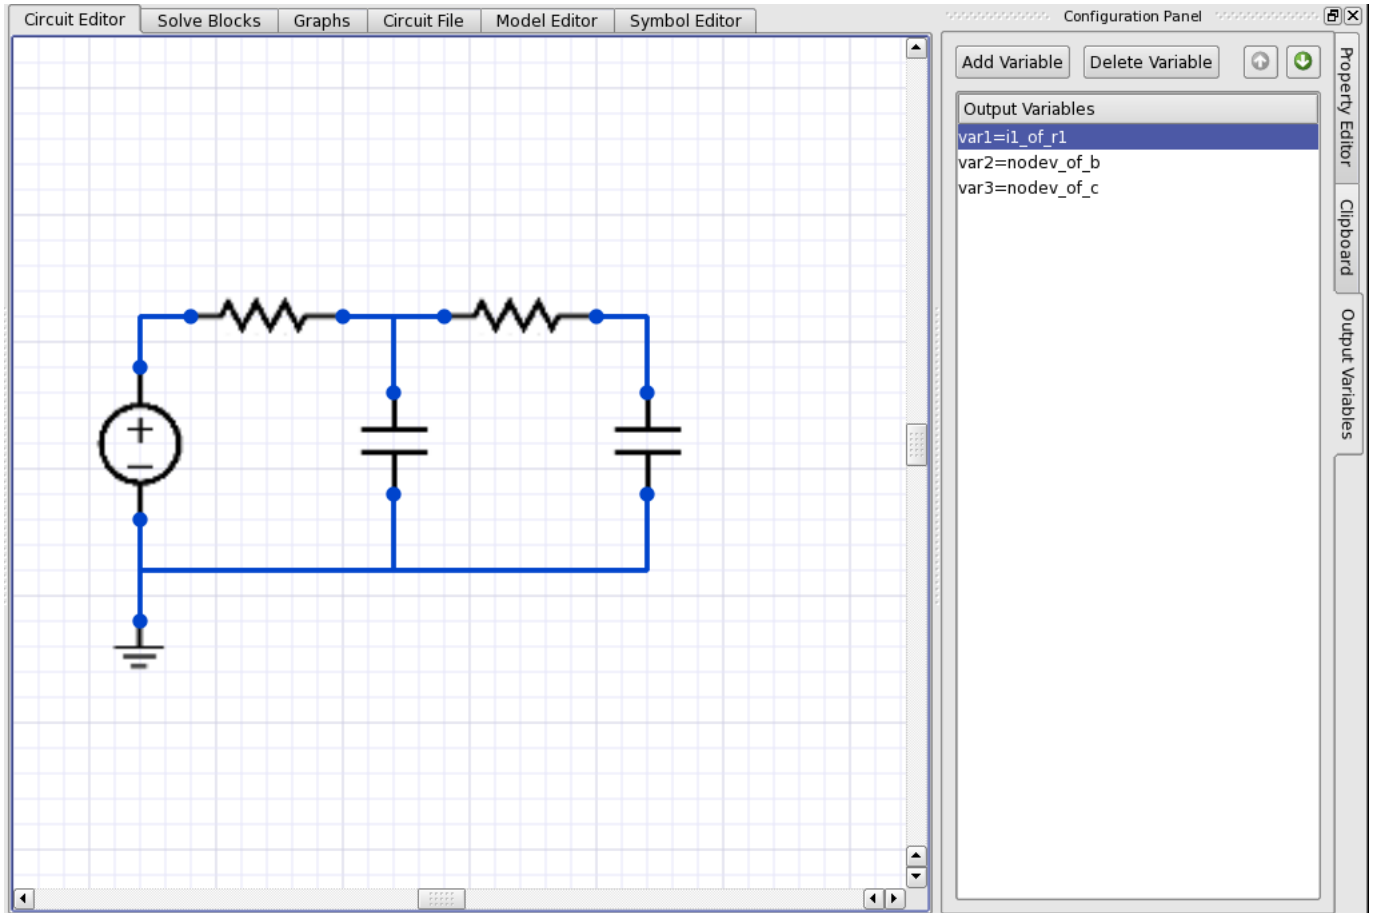 Circuit Editor Solve Blocks Graphs Circuit File Model Editor Symbol Editor
Configuration Panel
Add Variable Delete Variable
Output Variables
var1=i1_of_r1
var2=nodev_of_b
var3=nodev_of_c
Property Editor
Clipboard
Output Variables